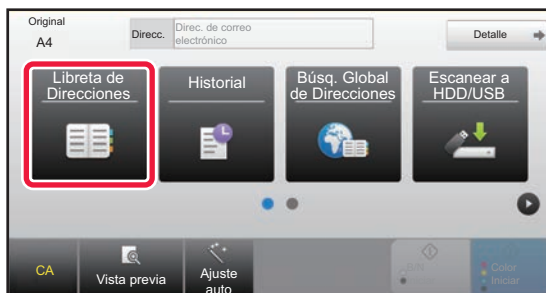 Original
A4
Direcc.
Direc. de correo
electrónico
Detalle
Libreta de
Direcciones
Historial
Búsq. Global
de Direcciones
Escanear a
HDD/USB
CA
Vista previa
Ajuste
auto
B/N
Color
Iniciar